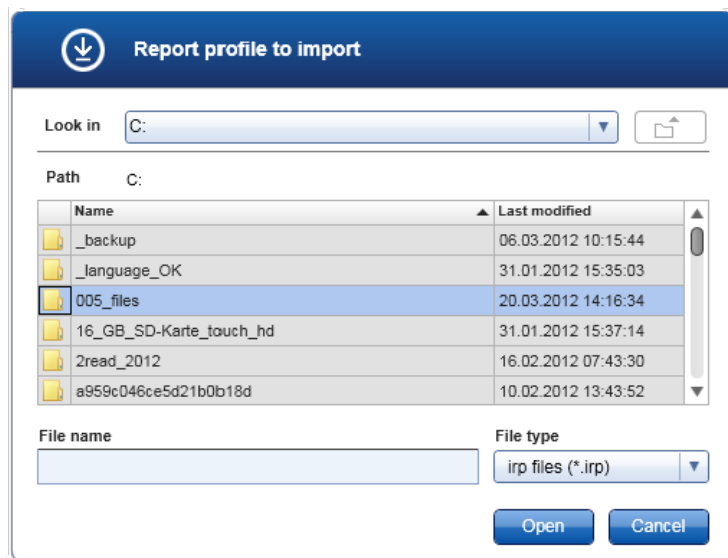 Report profile to import
Look in C:
Path C:
Name Last modified
_backup 06.03.2012 10:15:44
_language_OK 31.01.2012 15:35:03
005_files 20.03.2012 14:16:34
16_GB_SD-Karte_touch_hd 31.01.2012 15:37:14
2read_2012 16.02.2012 07:43:30
a959c046ce5d21b0b18d 10.02.2012 13:43:52
File name File type
irp files (*.irp)
Open Cancel